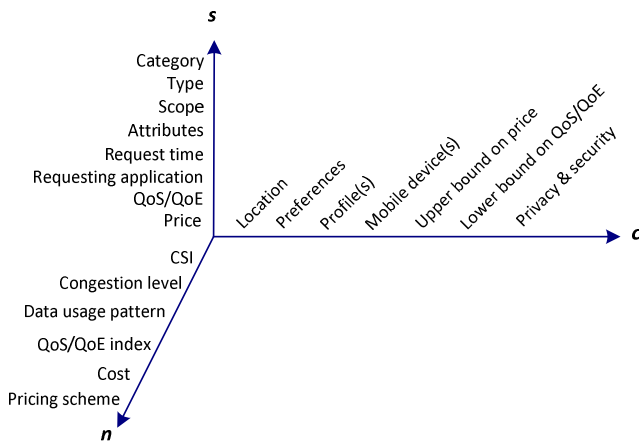 s
Category
Type
Scope
Attributes
Request time
Requesting application
QoS/QoE
Price
Location
Preferences
Profile(s)
Mobile device(s)
Upper bound on price
Lower bound on QoS/QoE
Privacy & security
c
CSI
Congestion level
Data usage pattern
QoS/QoE index
Cost
Pricing scheme
n